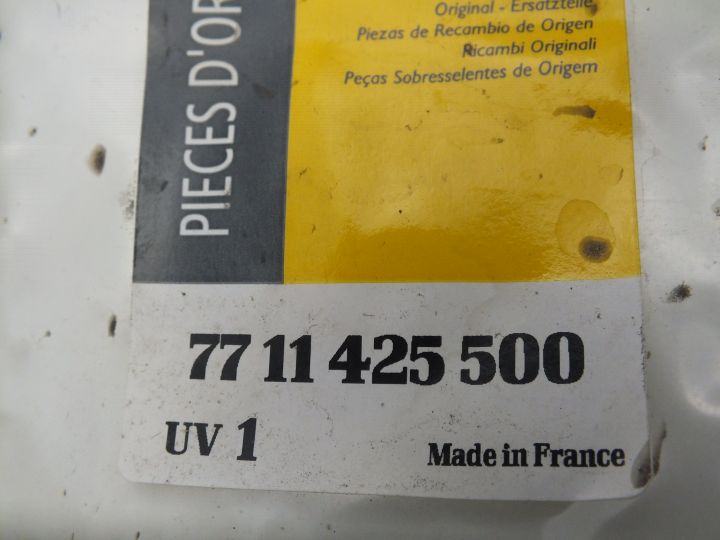 PIECES D'OR
Original - Ersatzteile
Piezas de Recambio de Origen
Ricambi Originali
Peças Sobresselentes de Origem
77 11 425 500
UV 1
Made in France